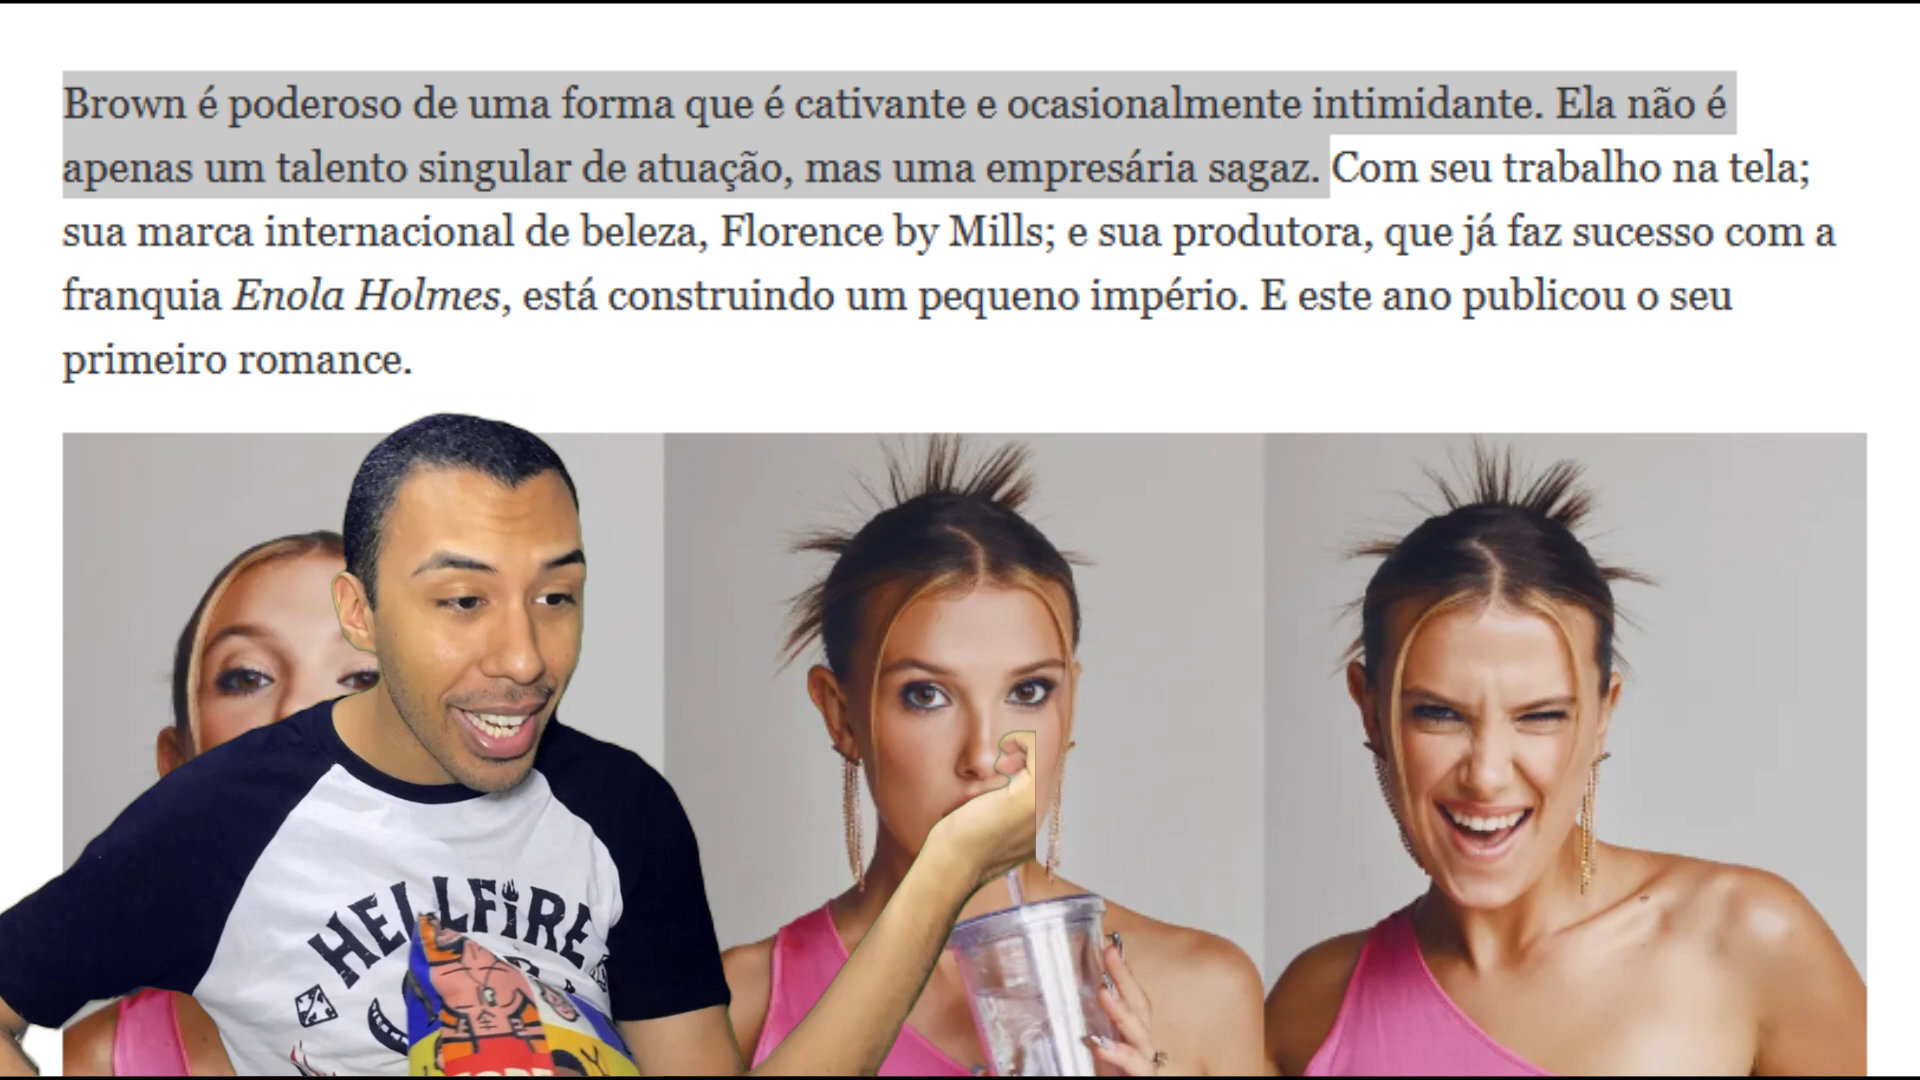 Brown é poderoso de uma forma que é cativante e ocasionalmente intimidante. Ela não é
apenas um talento singular de atuação, mas uma empresária sagaz. Com seu trabalho na tela;
sua marca internacional de beleza, Florence by Mills; e sua produtora, que já faz sucesso com a
franquia Enola Holmes, está construindo um pequeno império. E este ano publicou o seu
primeiro romance.
HELLFIRE